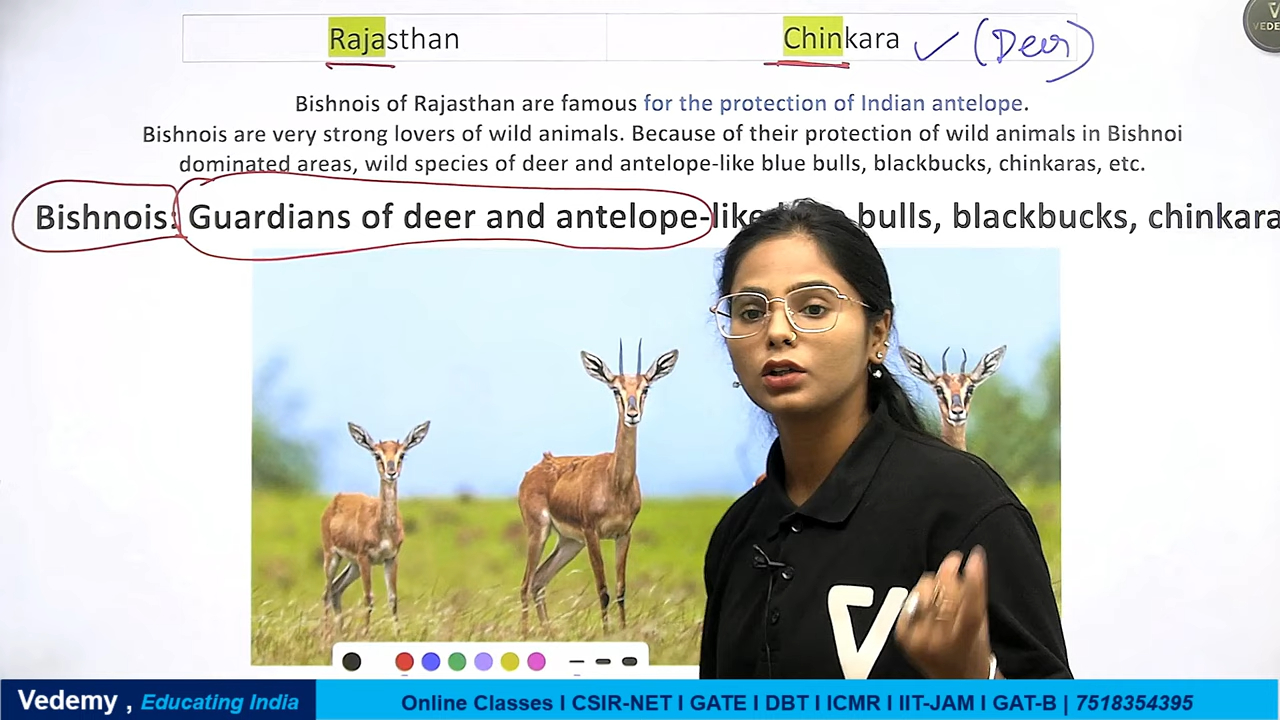 Rajasthan Chinkara (Deer)
VEDE
Bishnois of Rajasthan are famous for the protection of Indian antelope.
Bishnois are very strong lovers of wild animals. Because of their protection of wild animals in Bishnoi
dominated areas, wild species of deer and antelope-like blue bulls, blackbucks, chinkaras, etc.
Bishnois: Guardians of deer and antelope-like bulls, blackbucks, chinkara
Vedemy , Educating India
Online Classes I CSIR-NET I GATE I DBT I ICMR I IIT-JAM I GAT-B | 7518354395